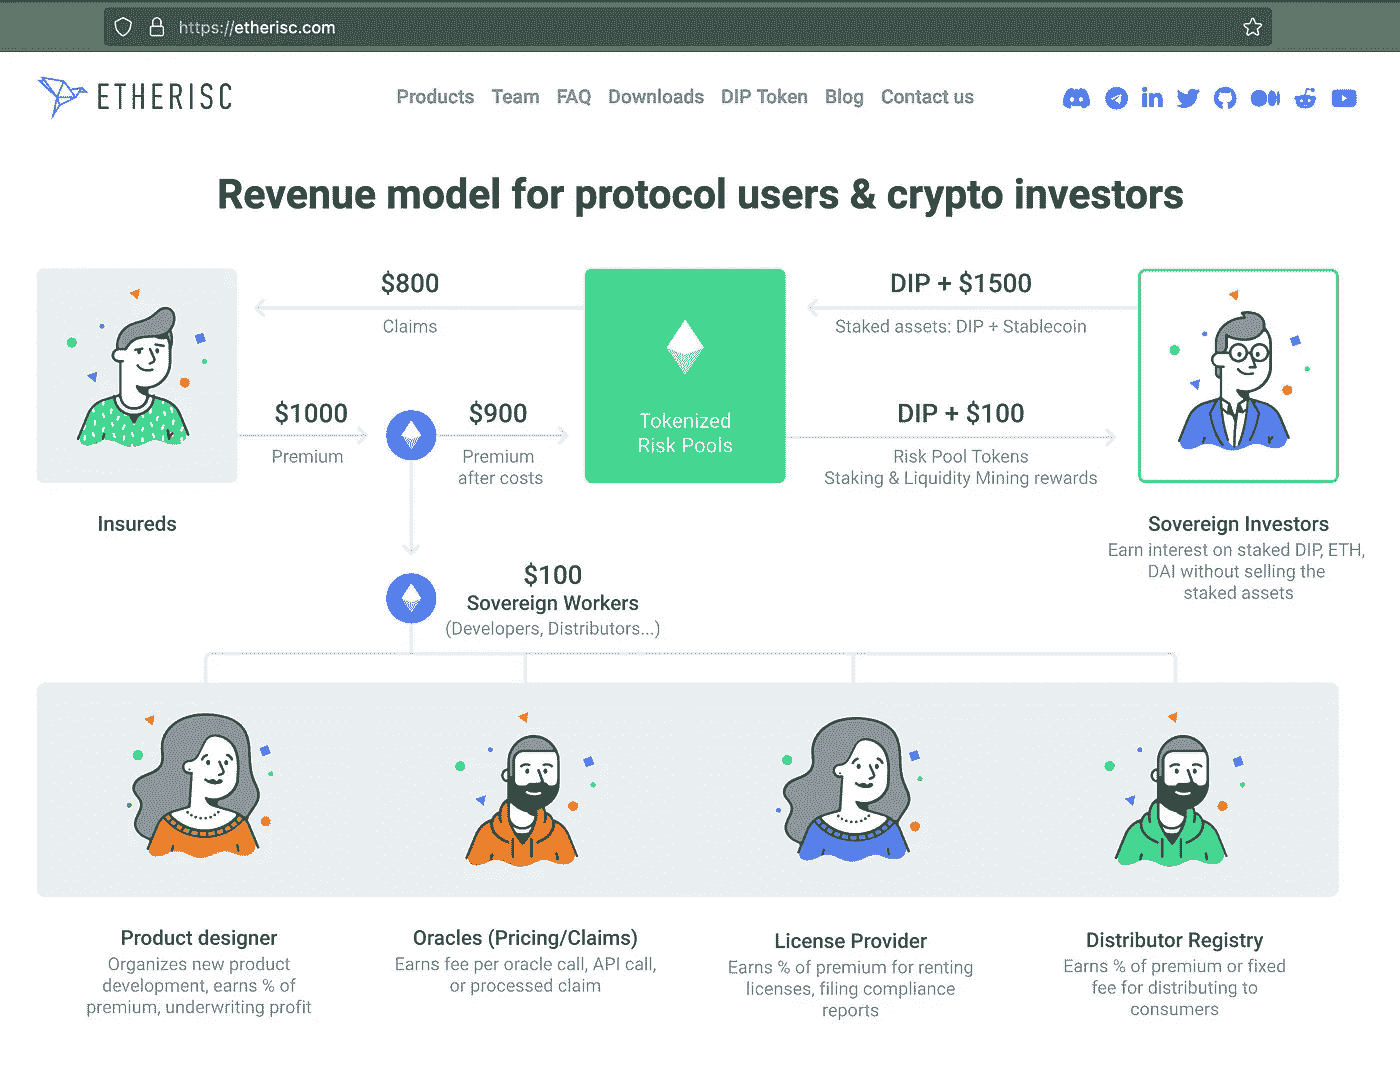 https://etherisc.com
ETHERISC
Products Team FAQ Downloads DIP Token Blog Contact us
Revenue model for protocol users & crypto investors
$800
Claims
DIP + $1500
Staked assets: DIP + Stablecoin
$1000
Premium
$900
Premium
after costs
Tokenized
Risk Pools
DIP + $100
Risk Pool Tokens
Staking & Liquidity Mining rewards
Insureds
Sovereign Investors
Earn interest on staked DIP, ETH,
DAI without selling the
staked assets
$100
Sovereign Workers
(Developers, Distributors...)
Product designer
Organizes new product
development, earns % of
premium, underwriting profit
Oracles (Pricing/Claims)
Earns fee per oracle call, API call,
or processed claim
License Provider
Earns % of premium for renting
licenses, filing compliance
reports
Distributor Registry
Earns % of premium or fixed
fee for distributing to
consumers